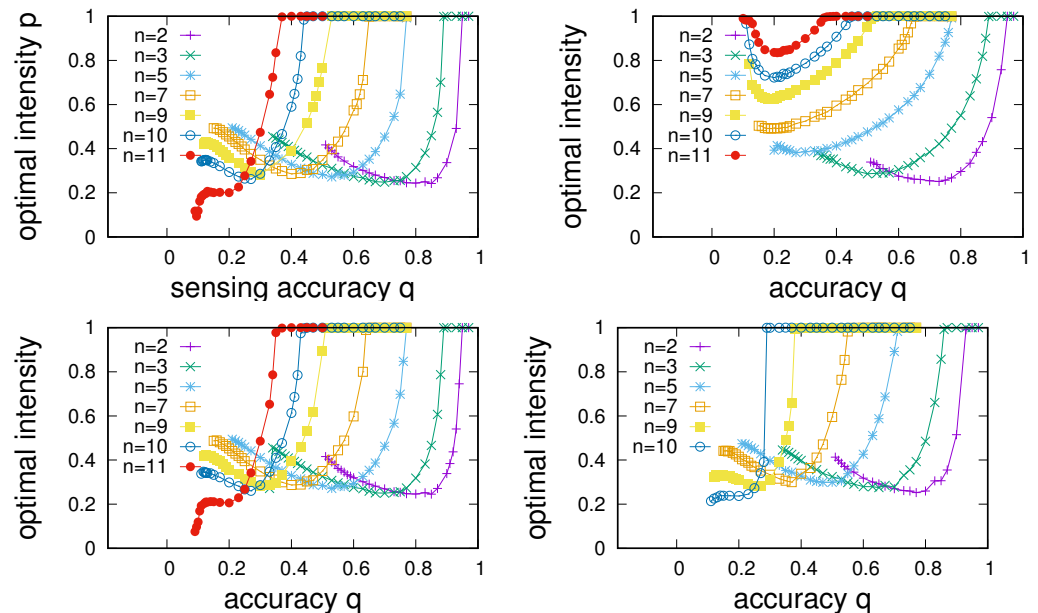 optimal intensity p
1
0.8
0.6
0.4
0.2
0
n=2
n=3
n=5
n=7
n=9
n=10
n=11
0 0.2 0.4 0.6 0.8 1
sensing accuracy q
optimal intensity
1
0.8
0.6
0.4
0.2
0
n=2
n=3
n=5
n=7
n=9
n=10
n=11
0 0.2 0.4 0.6 0.8 1
accuracy q
optimal intensity
1
0.8
0.6
0.4
0.2
0
n=2
n=3
n=5
n=7
n=9
n=10
n=11
0 0.2 0.4 0.6 0.8 1
accuracy q
optimal intensity
1
0.8
0.6
0.4
0.2
0
n=2
n=3
n=5
n=7
n=9
n=10
0 0.2 0.4 0.6 0.8 1
accuracy q